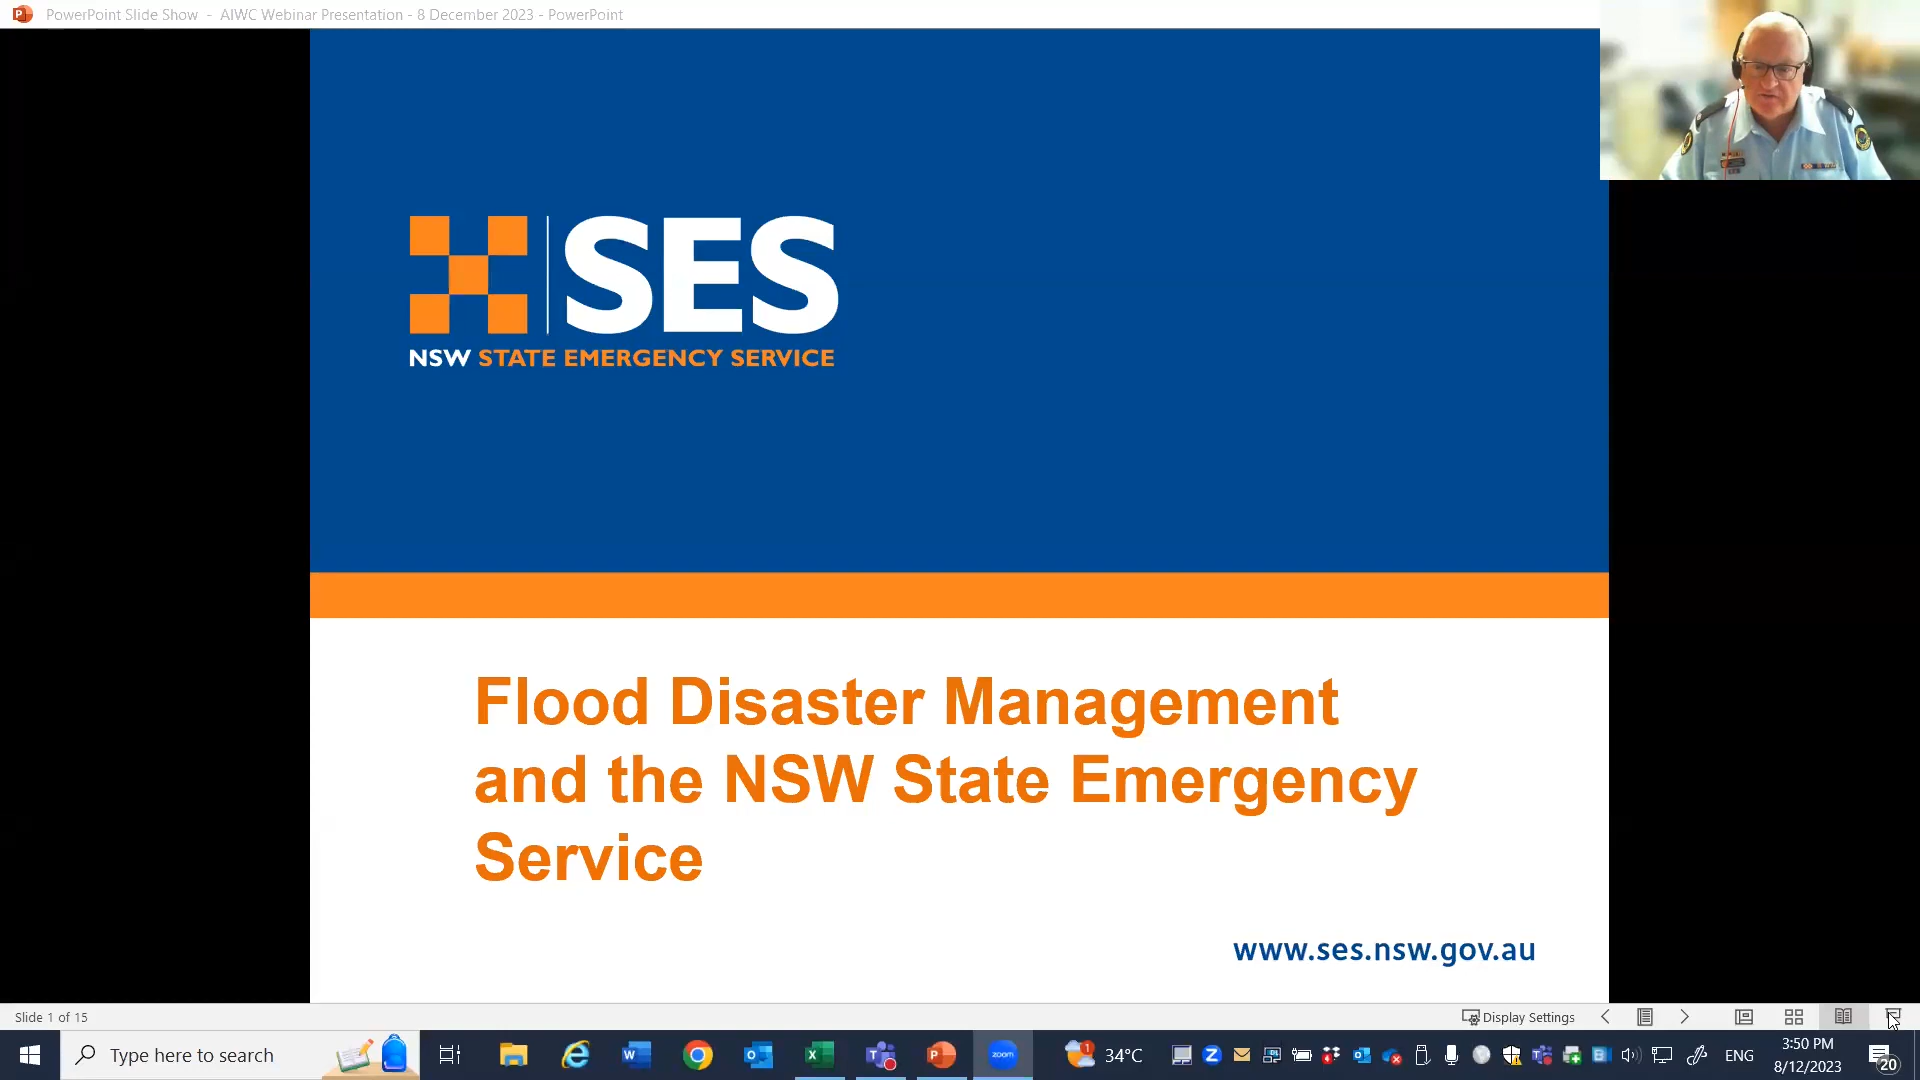 PowerPoint Slide Show - AIWC Webinar Presentation - 8 December 2023 - PowerPoint
SES
NSW STATE EMERGENCY SERVICE
Flood Disaster Management
and the NSW State Emergency
Service
www.ses.nsw.gov.au
Slide 1 of 15
Display Settings
Type here to search
zoom
34°C
ENG
3:50 PM
8/12/2023
20